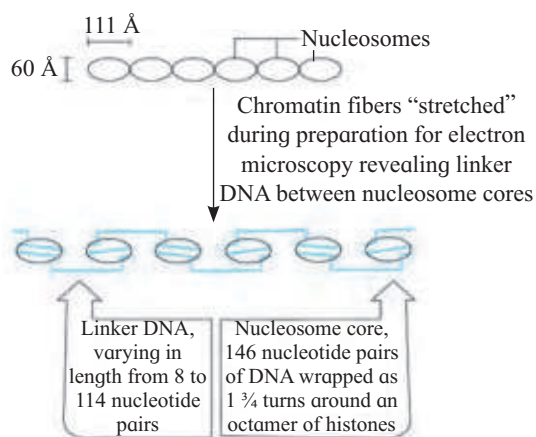 111 Å
Nucleosomes
60 Å
Chromatin fibers “stretched”
during preparation for electron
microscopy revealing linker
DNA between nucleosome cores
Linker DNA,
varying in
length from 8 to
114 nucleotide
pairs
Nucleosome core,
146 nucleotide pairs
of DNA wrapped as
1 ¾ turns around an
octamer of histones